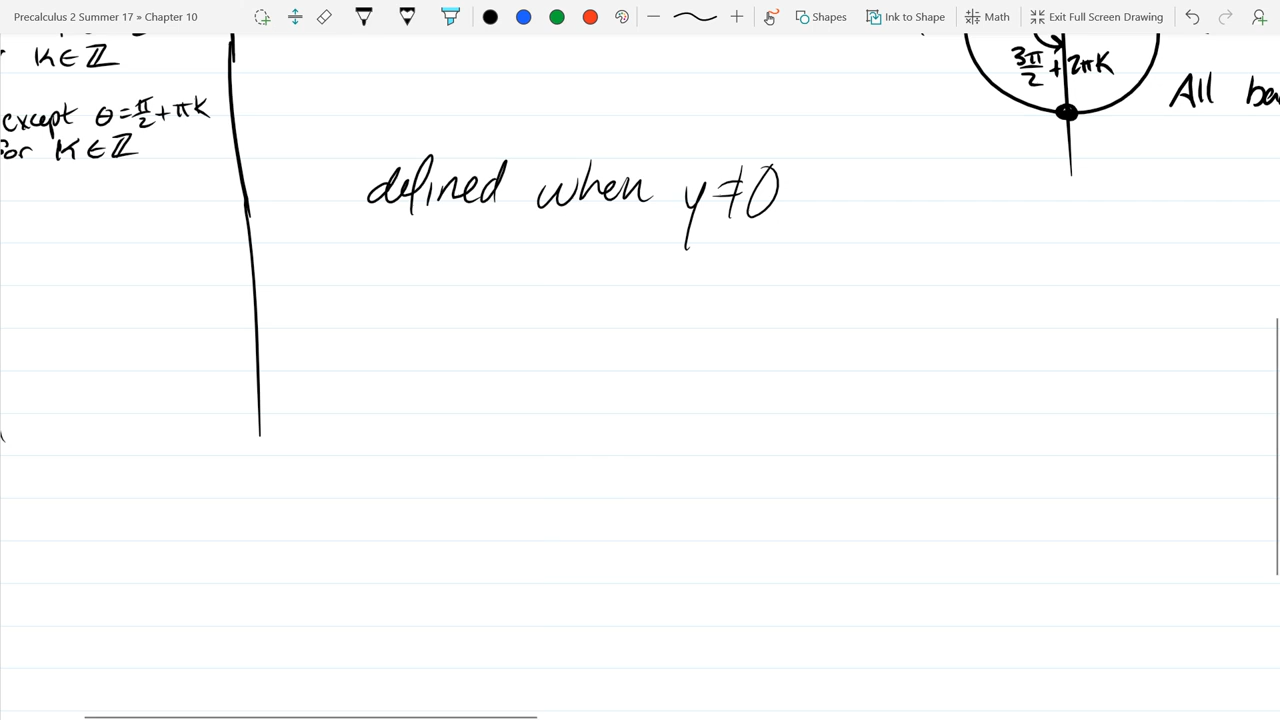 Precalculus 2 Summer 17 » Chapter 10
Shapes
Ink to Shape
Math
Exit Full Screen Drawing
K∈ℤ
except θ=π/2+πK
for K∈ℤ
defined when y≠0
3π/2+2πK
All